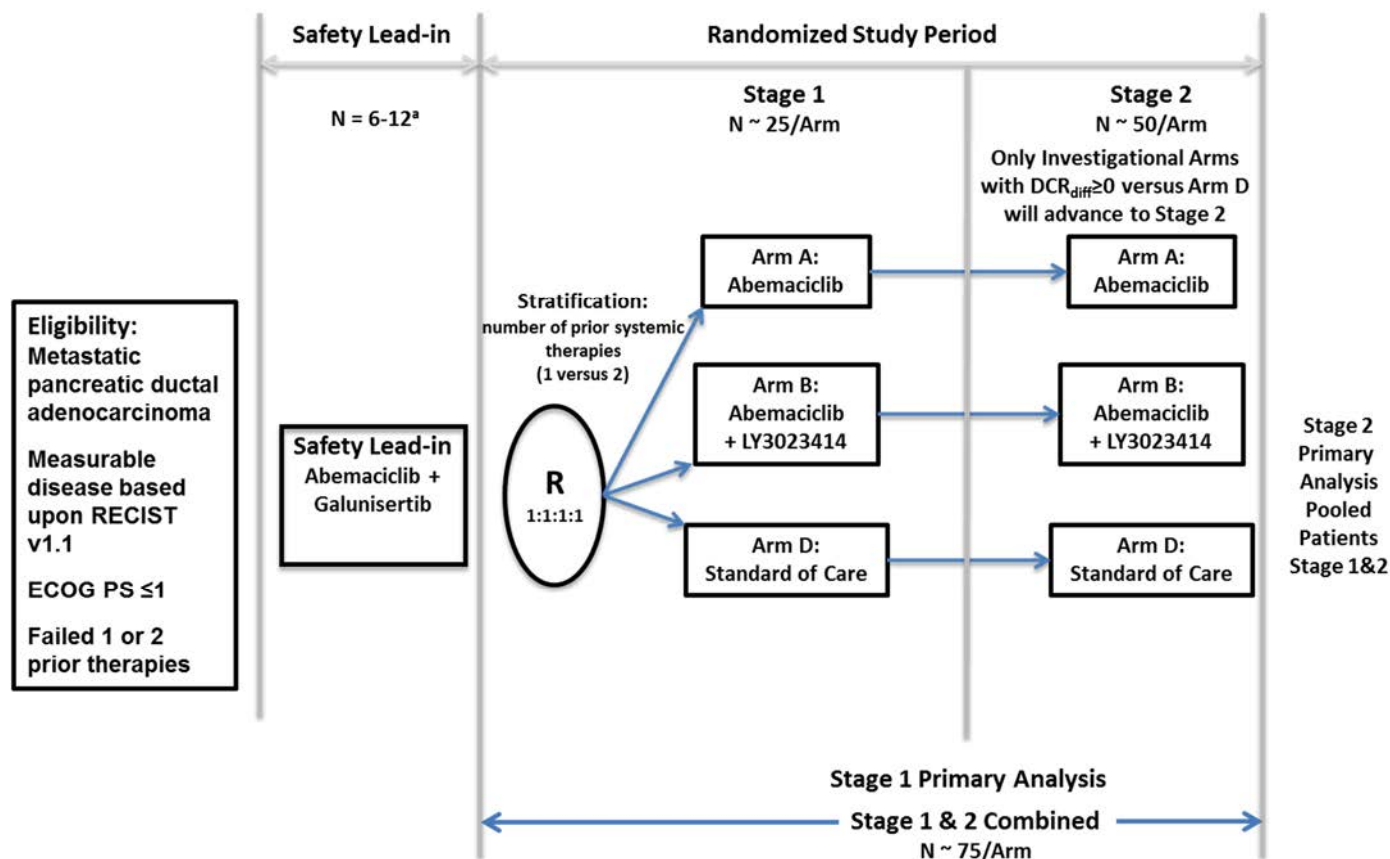 Safety Lead-in
Randomized Study Period
N = 6-12ᵃ
Stage 1
N ~ 25/Arm
Stage 2
N ~ 50/Arm
Only Investigational Arms
with DCRdiff≥0 versus Arm D
will advance to Stage 2
Eligibility:
Metastatic
pancreatic ductal
adenocarcinoma
Measurable
disease based
upon RECIST
v1.1
ECOG PS ≤1
Failed 1 or 2
prior therapies
Safety Lead-in
Abemaciclib +
Galunisertib
Stratification:
number of prior systemic
therapies
(1 versus 2)
R
1:1:1:1
Arm A:
Abemaciclib
Arm B:
Abemaciclib
+ LY3023414
Arm D:
Standard of Care
Arm A:
Abemaciclib
Arm B:
Abemaciclib
+ LY3023414
Arm D:
Standard of Care
Stage 2
Primary
Analysis
Pooled
Patients
Stage 1&2
Stage 1 Primary Analysis
Stage 1 & 2 Combined
N ~ 75/Arm